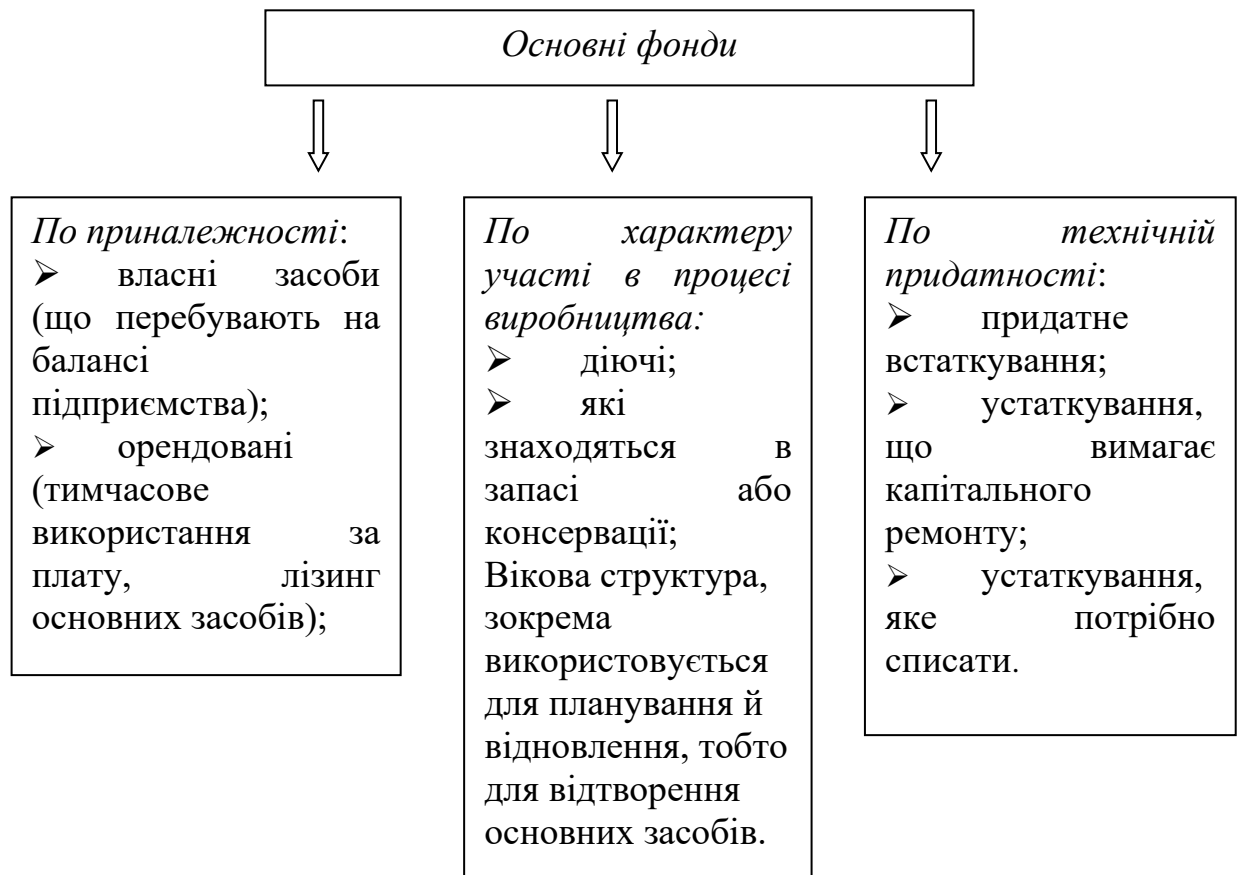 Основні фонди
По приналежності:
➢ власні засоби
(що перебувають на
балансі
підприємства);
➢ орендовані
(тимчасове
використання за
плату, лізинг
основних засобів);
По характеру
участі в процесі
виробництва:
➢ діючі;
➢ які
знаходяться в
запасі або
консервації;
Вікова структура,
зокрема
використовується
для планування й
відновлення, тобто
для відтворення
основних засобів.
По технічній
придатності:
➢ придатне
встаткування;
➢ устаткування,
що вимагає
капітального
ремонту;
➢ устаткування,
яке потрібно
списати.